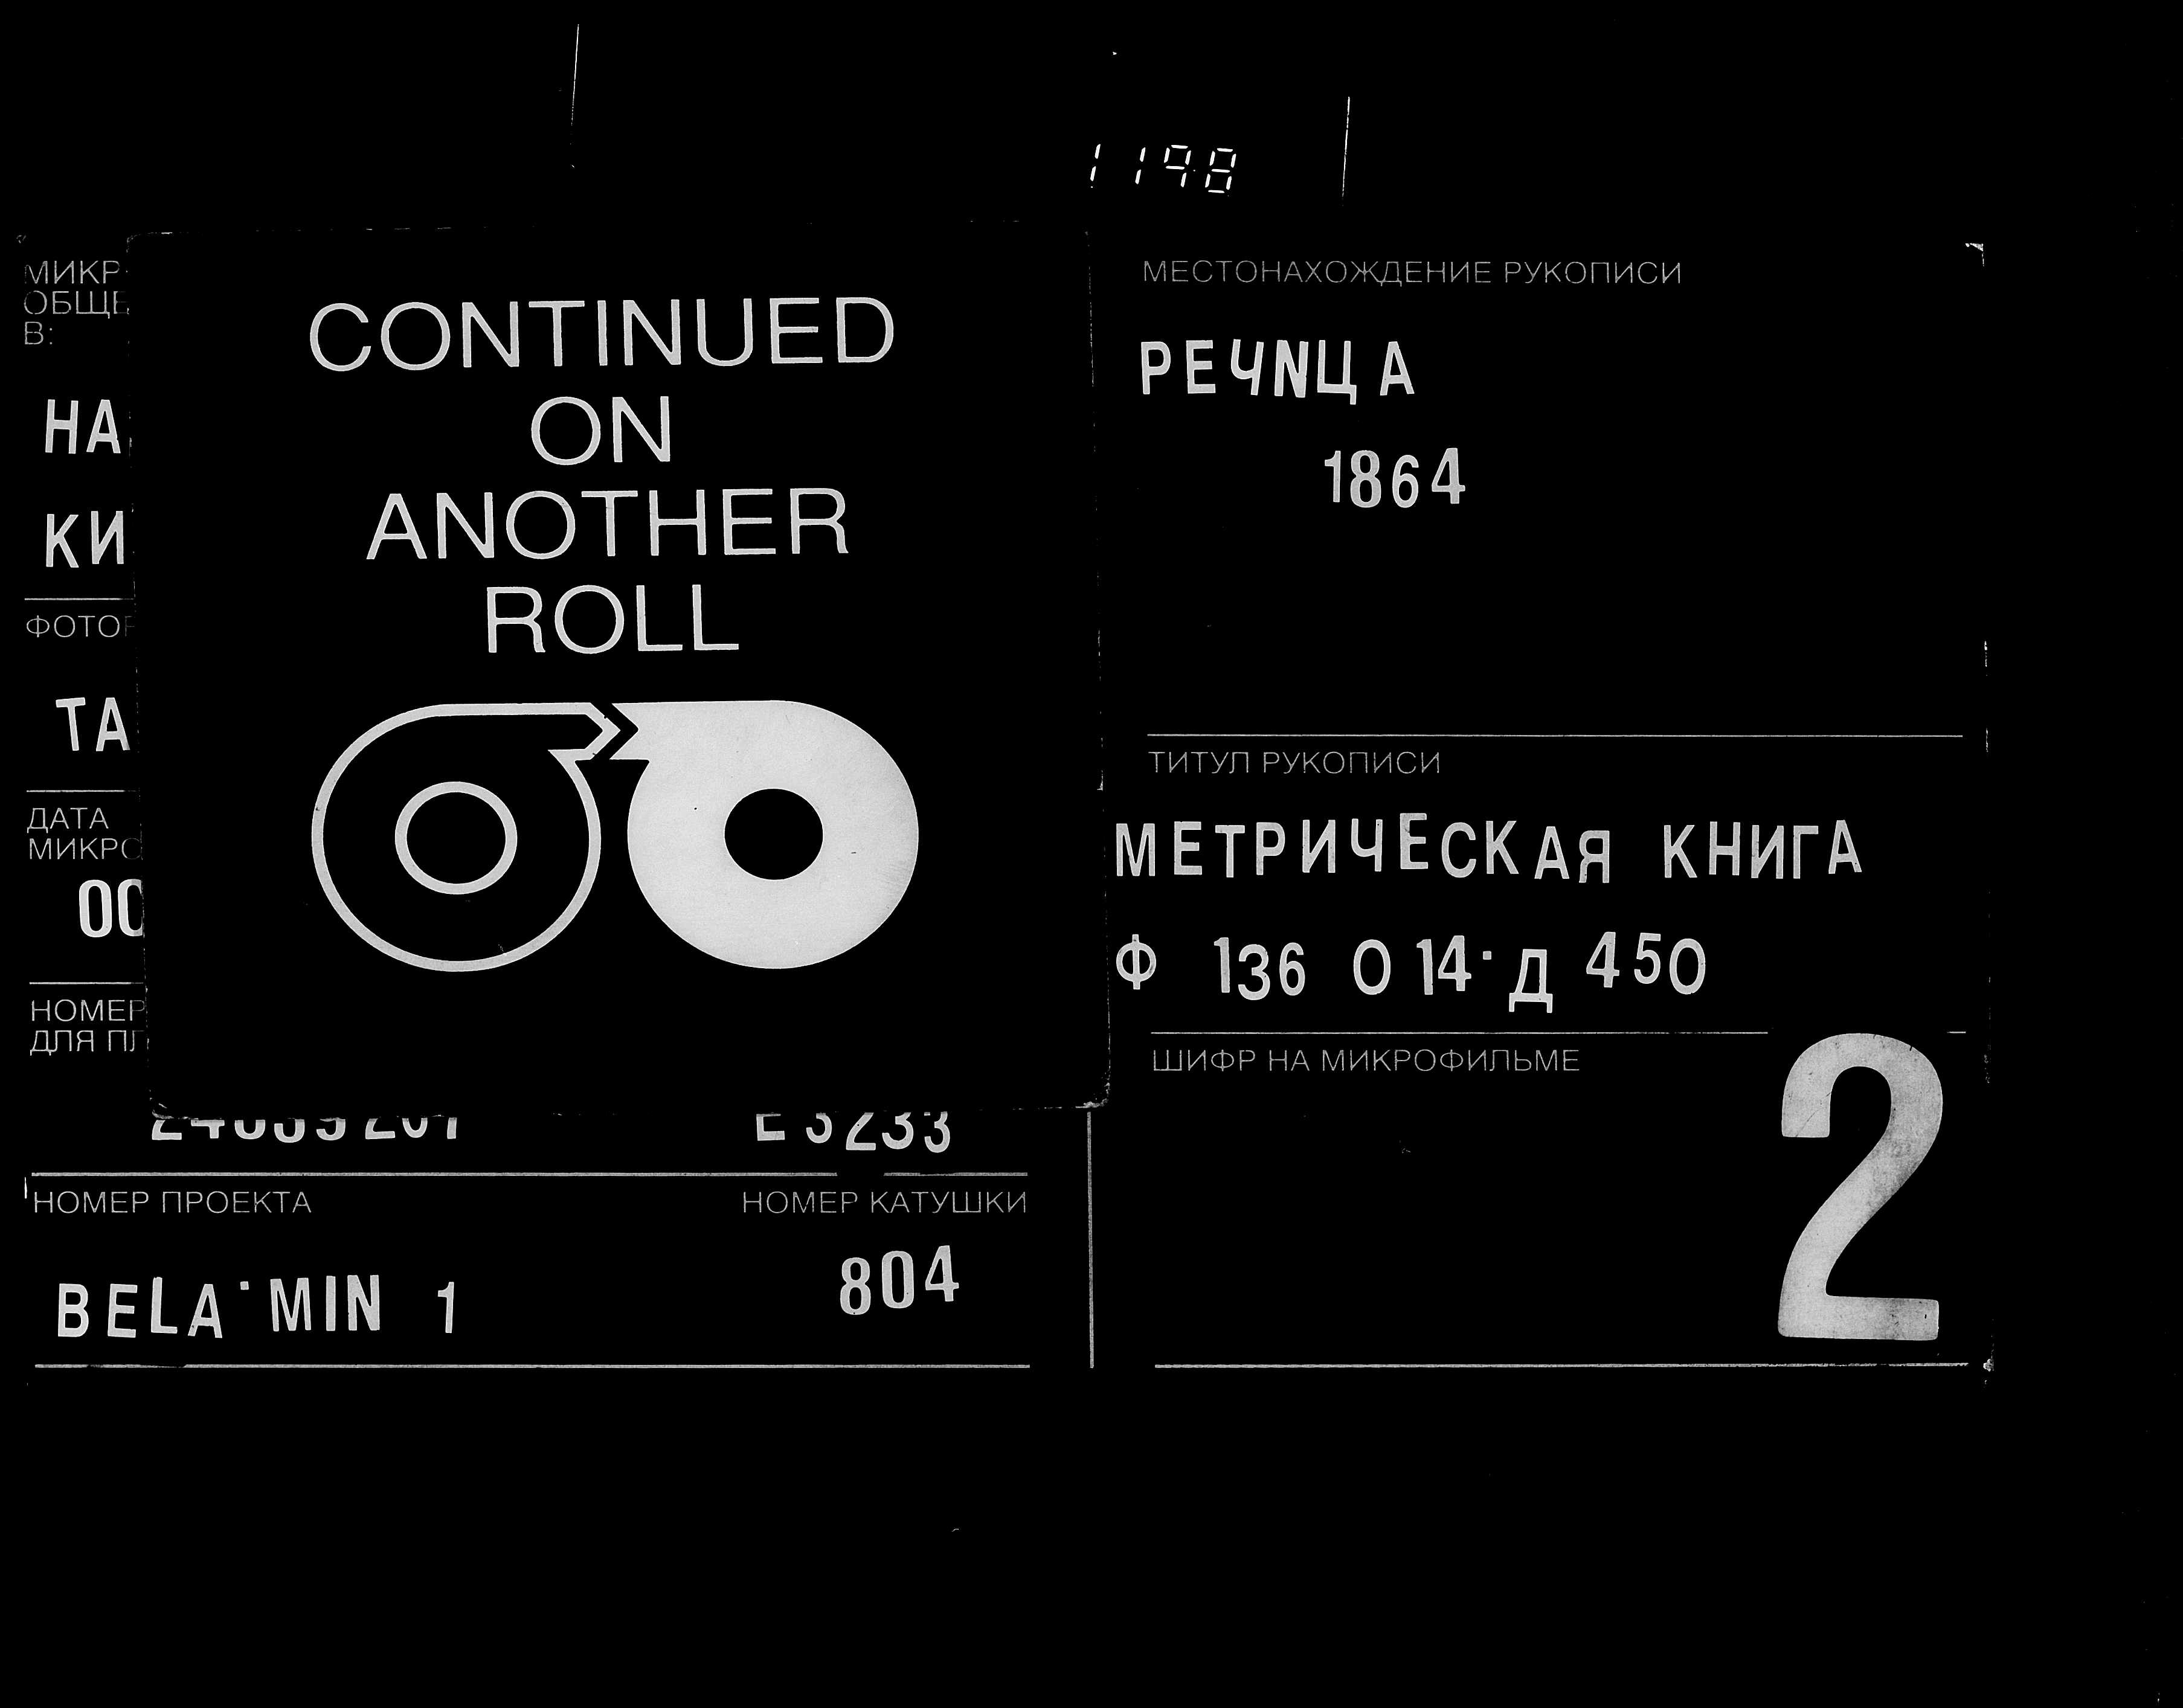 1198
CONTINUED
ON
ANOTHER
ROLL
МИКР
ОБЩЕ
В:
НА
КИ
ФОТО
ТА
ДАТА
МИКРО
00
НОМЕР
ДЛЯ ПЛ
E3233
НОМЕР ПРОЕКТА НОМЕР КАТУШКИ
BELA·MIN 1 804
МЕСТОНАХОЖДЕНИЕ РУКОПИСИ
РЕЧNЦА
1864
ТИТУЛ РУКОПИСИ
МЕТРИЧЕСКАЯ КНИГА
Ф 136 О 14·Д 450
ШИФР НА МИКРОФИЛЬМЕ
2